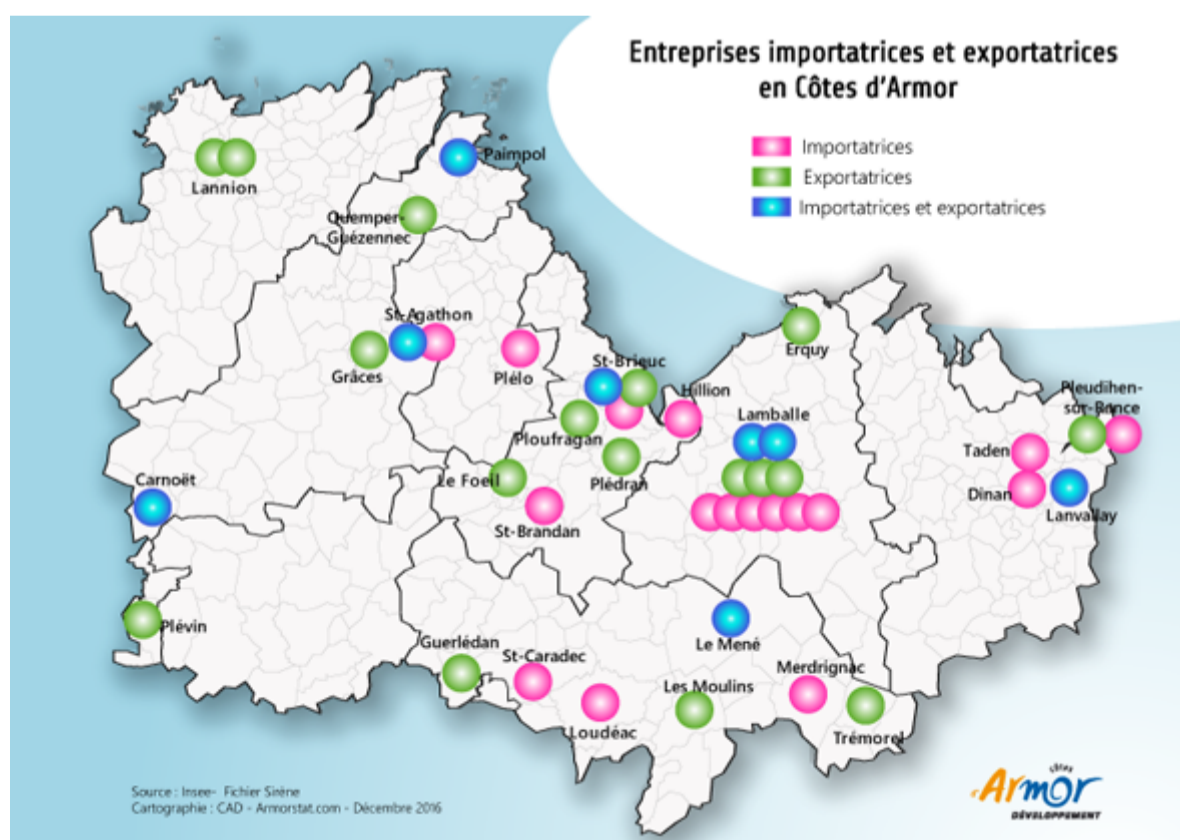 Entreprises importatrices et exportatrices
en Côtes d'Armor
Importatrices
Exportatrices
Importatrices et exportatrices
Paimpol
Lannion
Quemper-
Guézennec
St-Agathon
Grâces
Plélo
St-Brieuc
Erquy
Hillion
Pleudihen-
sur-Rance
Lamballe
Ploufragan
Taden
Plédran
Le Foeil
Carnoët
Dinan
Lanvallay
St-Brandan
Plévin
Guerlédan
St-Caradec
Le Mené
Merdrignac
Les Moulins
Loudéac
Trémorel
Source : Insee- Fichier Sirène
Cartographie : CAD - Armorstat.com - Décembre 2016
CÔTES
d'Armor
DÉVELOPPEMENT